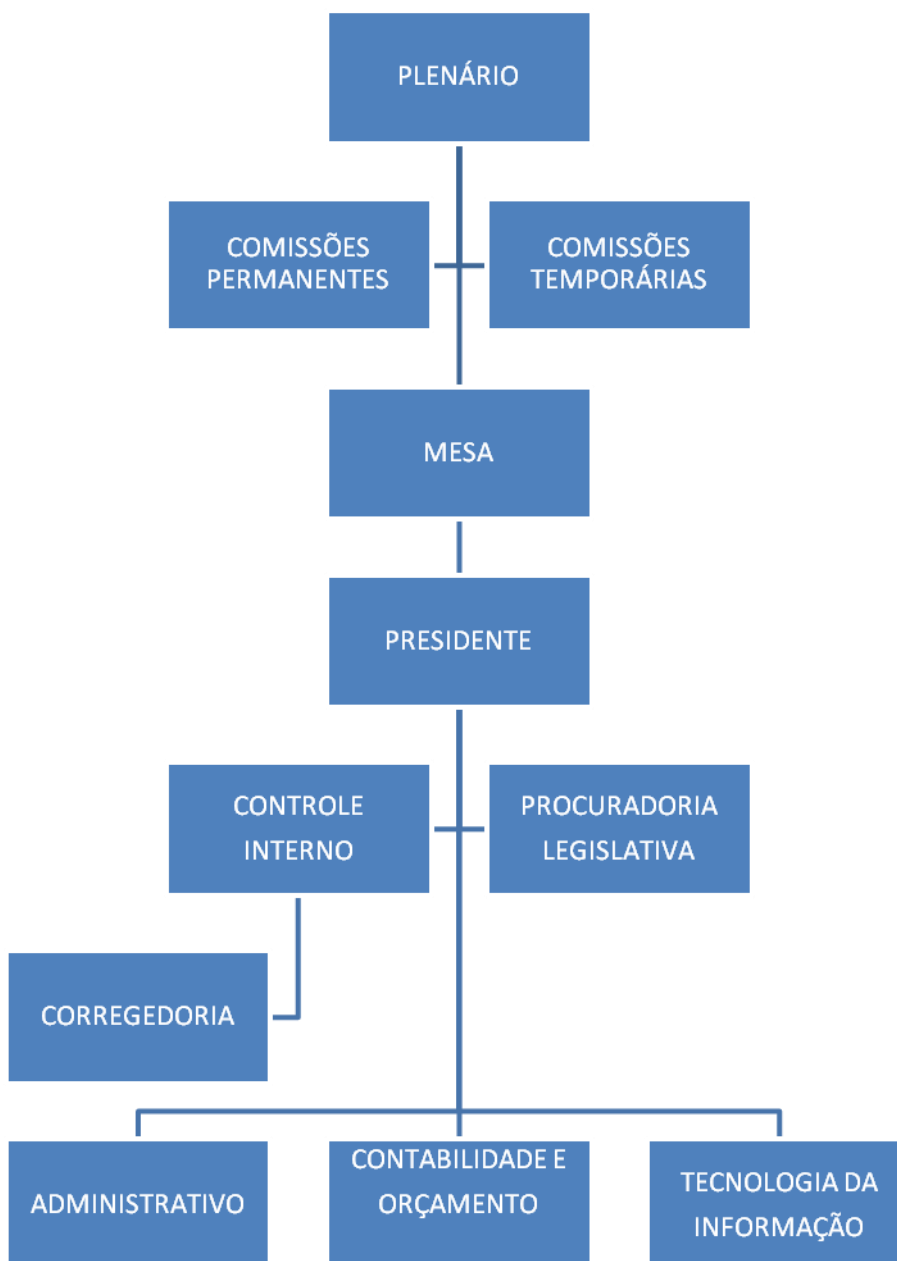 PLENÁRIO
COMISSÕES
PERMANENTES
COMISSÕES
TEMPORÁRIAS
MESA
PRESIDENTE
CONTROLE
INTERNO
PROCURADORIA
LEGISLATIVA
CORREGEDORIA
ADMINISTRATIVO
CONTABILIDADE E
ORÇAMENTO
TECNOLOGIA DA
INFORMAÇÃO